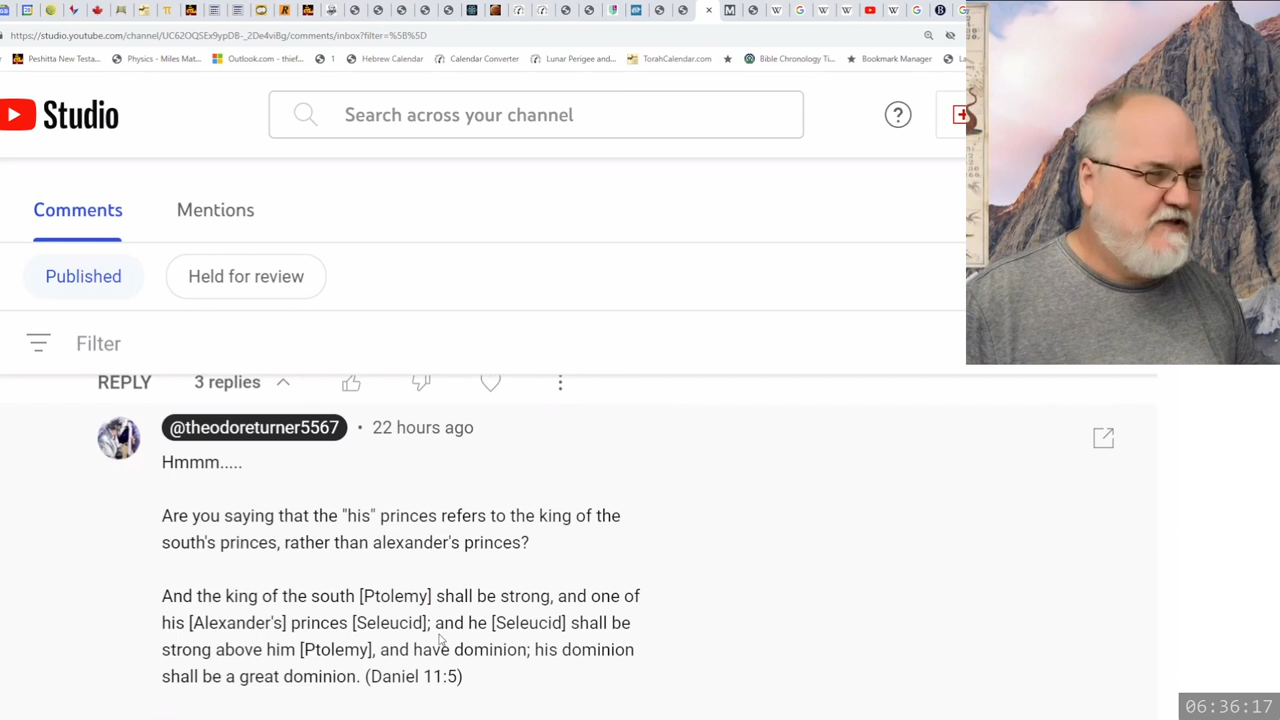 https://studio.youtube.com/channel/UC62OQSEx9ypDB-_2De4viBg/comments/inbox?filter=%5B%5D
Peshitta New Testa... Physics - Miles Mat... Outlook.com - thief... 1 Hebrew Calendar Calendar Converter Lunar Perigee and... TorahCalendar.com Bible Chronology Ti... Bookmark Manager
Studio
Search across your channel
Comments Mentions
Published Held for review
Filter
REPLY 3 replies
@theodoreturner5567 • 22 hours ago
Hmmm.....
Are you saying that the "his" princes refers to the king of the
south's princes, rather than alexander's princes?
And the king of the south [Ptolemy] shall be strong, and one of
his [Alexander's] princes [Seleucid]; and he [Seleucid] shall be
strong above him [Ptolemy], and have dominion; his dominion
shall be a great dominion. (Daniel 11:5)
06:36:17